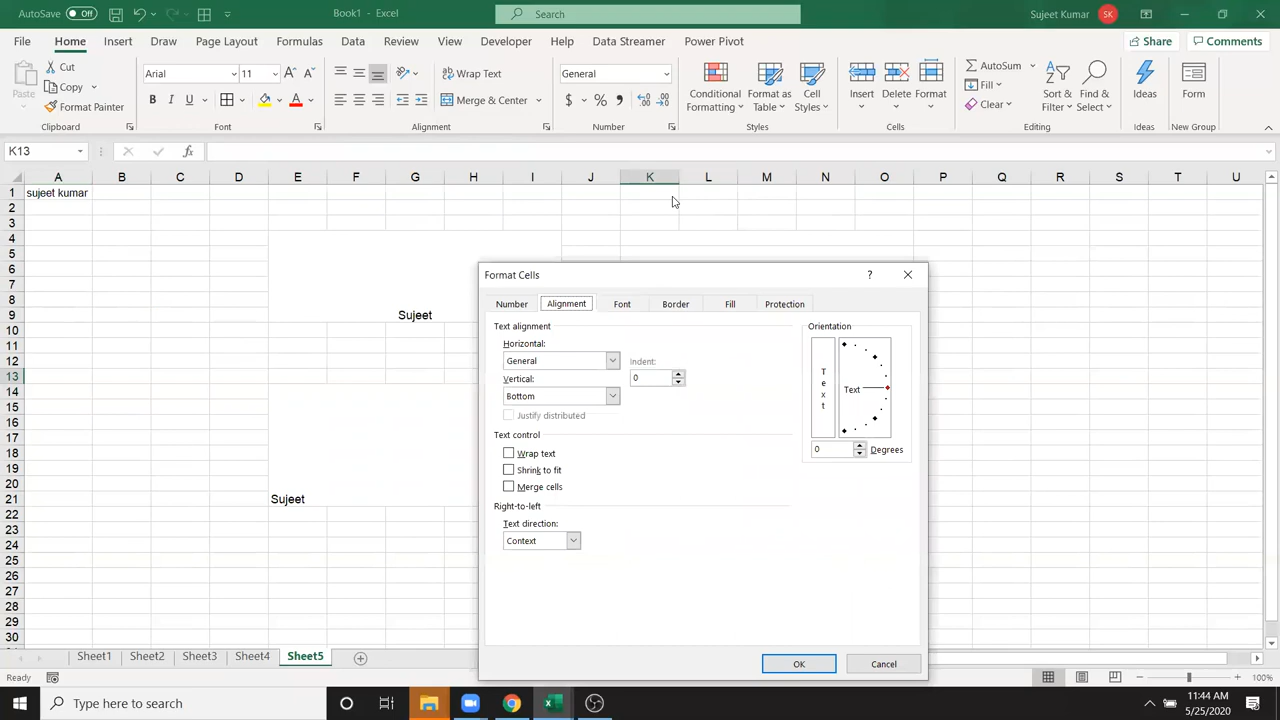 AutoSave Off Book1 - Excel Search Sujeet Kumar SK
File Home Insert Draw Page Layout Formulas Data Review View Developer Help Data Streamer Power Pivot Share Comments
Paste Cut Copy Format Painter
Clipboard
Arial 11
B I U
Font
Wrap Text
Merge & Center
Alignment
General
$ % ,
Number
Conditional Formatting Format as Table Cell Styles
Styles
Insert Delete Format
Cells
AutoSum
Fill
Clear
Sort & Filter Find & Select
Editing
Ideas
Ideas
Form
New Group
K13 fx
A B C D E F G H I J K L M N O P Q R S T U
1 sujeet kumar
2
3
4
5
6
7
8
9 Sujeet
10
11
12
13
14
15
16
17
18
19
20
21 Sujeet
22
23
24
25
26
27
28
29
30
Format Cells ?
Number Alignment Font Border Fill Protection
Text alignment
Horizontal:
General
Indent:
0
Vertical:
Bottom
Justify distributed
Text control
Wrap text
Shrink to fit
Merge cells
Right-to-left
Text direction:
Context
Orientation
Text
Text
0 Degrees
OK Cancel
Sheet1 Sheet2 Sheet3 Sheet4 Sheet5
Ready 100%
Type here to search
11:44 AM
5/25/2020